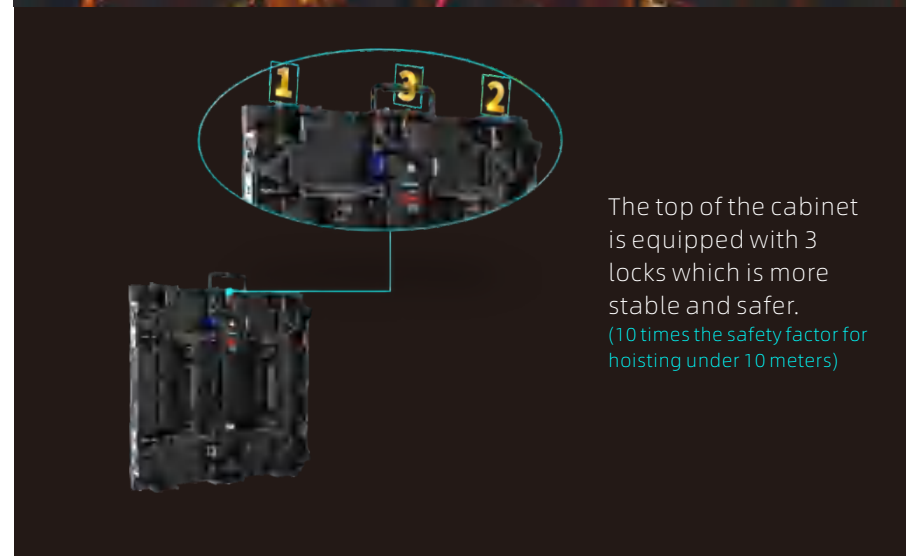 1
3
2
The top of the cabinet
is equipped with 3
locks which is more
stable and safer.
(10 times the safety factor for
hoisting under 10 meters)